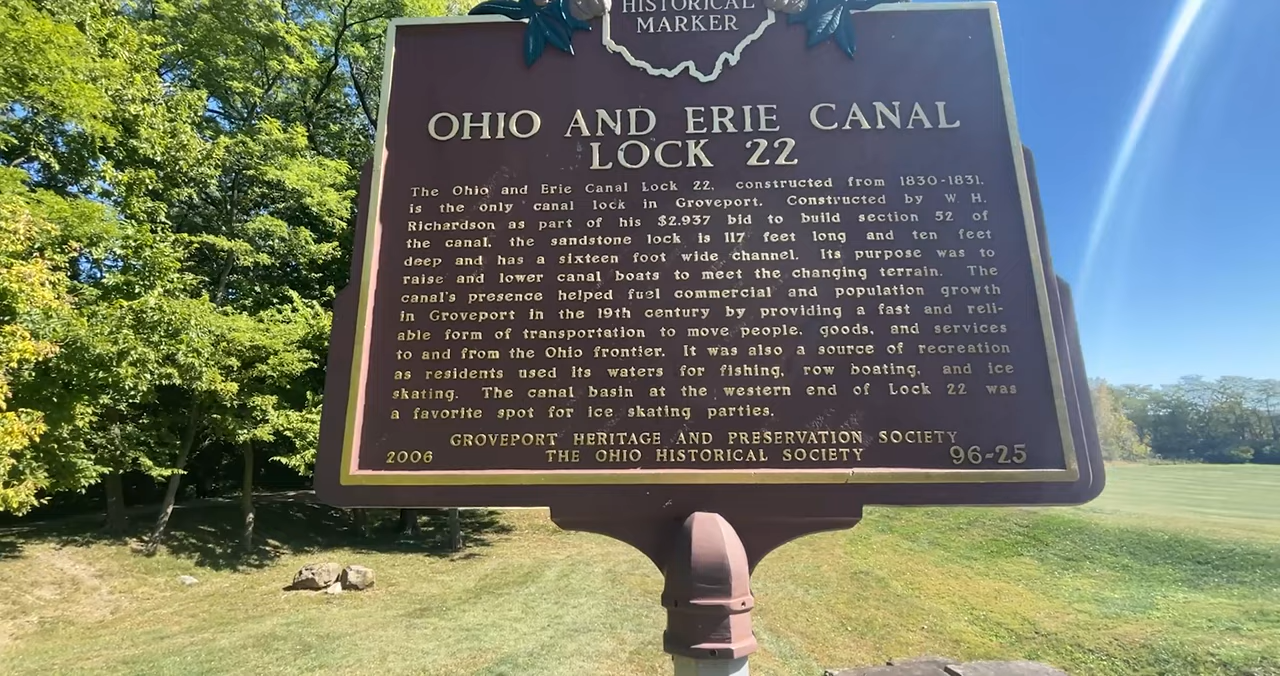 HISTORICAL
MARKER
OHIO AND ERIE CANAL
LOCK 22
The Ohio and Erie Canal Lock 22, constructed from 1830-1831,
is the only canal lock in Groveport. Constructed by W. H.
Richardson as part of his $2,937 bid to build section 52 of
the canal, the sandstone lock is 117 feet long and ten feet
deep and has a sixteen foot wide channel. Its purpose was to
raise and lower canal boats to meet the changing terrain. The
canal's presence helped fuel commercial and population growth
in Groveport in the 19th century by providing a fast and reli-
able form of transportation to move people, goods, and services
to and from the Ohio frontier. It was also a source of recreation
as residents used its waters for fishing, row boating, and ice
skating. The canal basin at the western end of Lock 22 was
a favorite spot for ice skating parties.
GROVEPORT HERITAGE AND PRESERVATION SOCIETY
2006 THE OHIO HISTORICAL SOCIETY 96-25